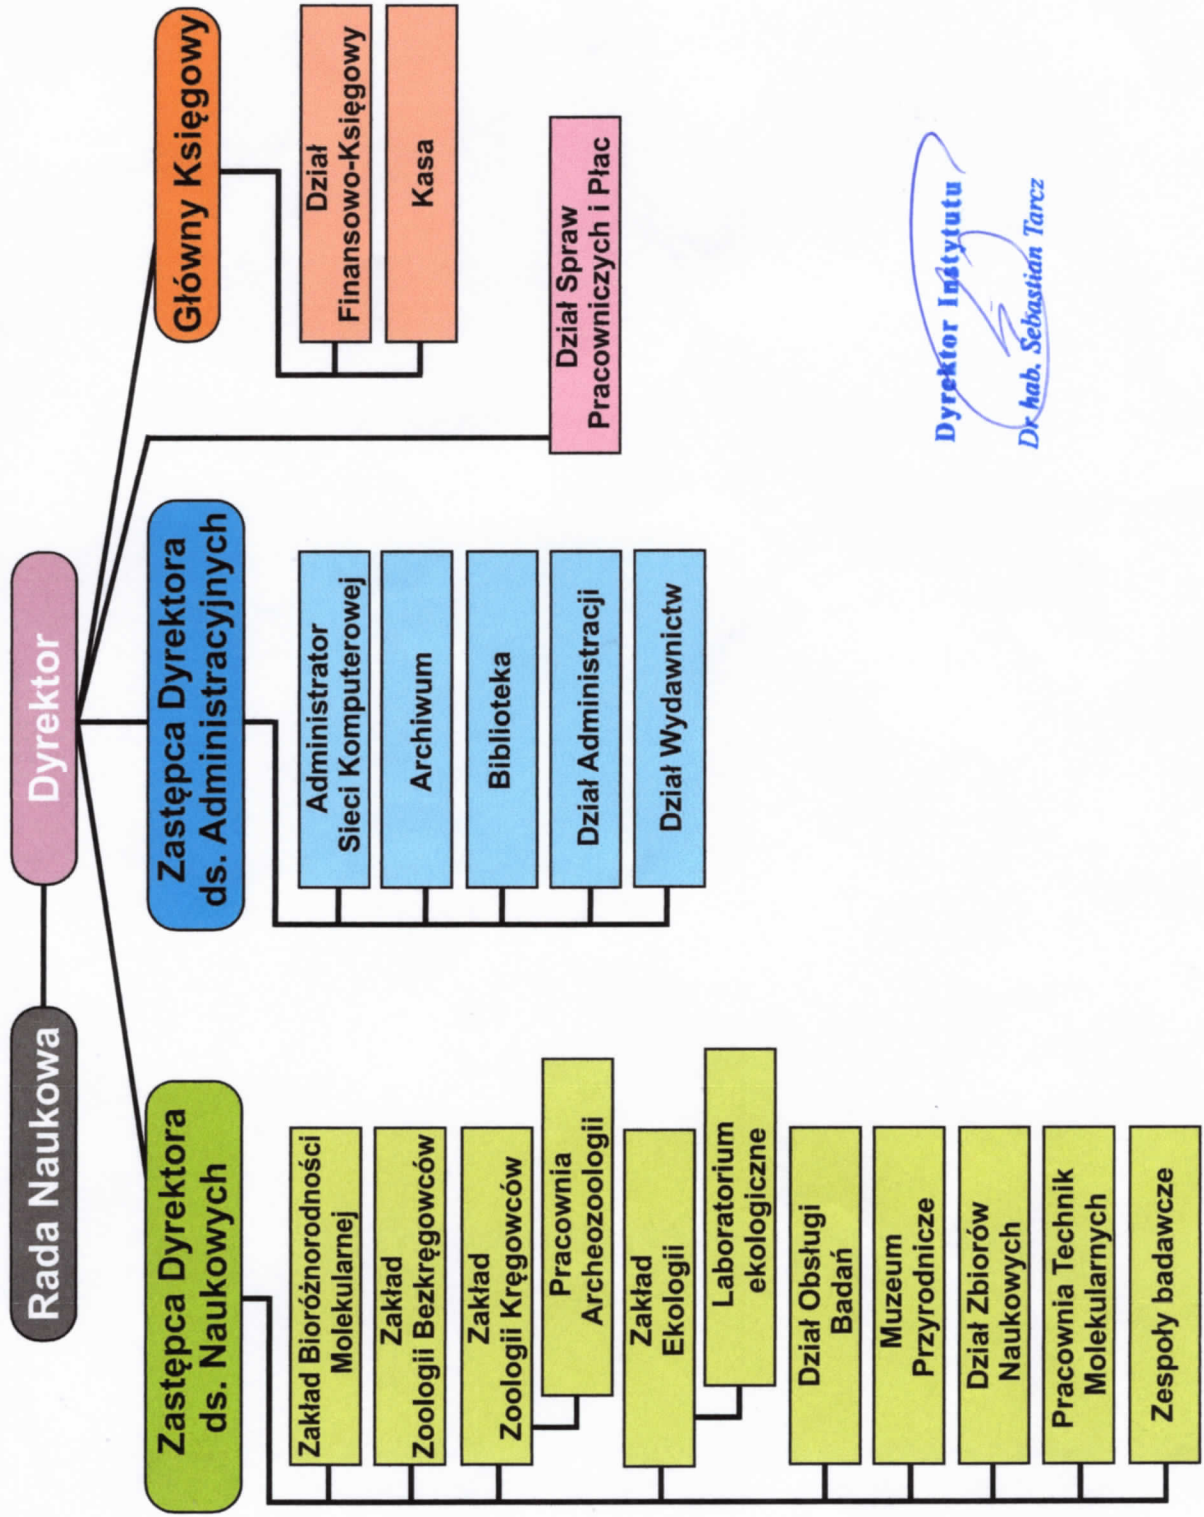 Rada Naukowa
Dyrektor
Zastępca Dyrektora
ds. Naukowych
Zakład Bioróżnorodności
Molekularnej
Zakład
Zoologii Bezkręgowców
Zakład
Zoologii Kręgowców
Pracownia
Archeozoologii
Zakład
Ekologii
Laboratorium
ekologiczne
Dział Obsługi
Badań
Muzeum
Przyrodnicze
Dział Zbiorów
Naukowych
Pracownia Technik
Molekularnych
Zespoły badawcze
Zastępca Dyrektora
ds. Administracyjnych
Administrator
Sieci Komputerowej
Archiwum
Biblioteka
Dział Administracji
Dział Wydawnictw
Dział Spraw
Pracowniczych i Płac
Główny Księgowy
Dział
Finansowo-Księgowy
Kasa
Dyrektor Instytutu
Dr hab. Sebastian Tarcz